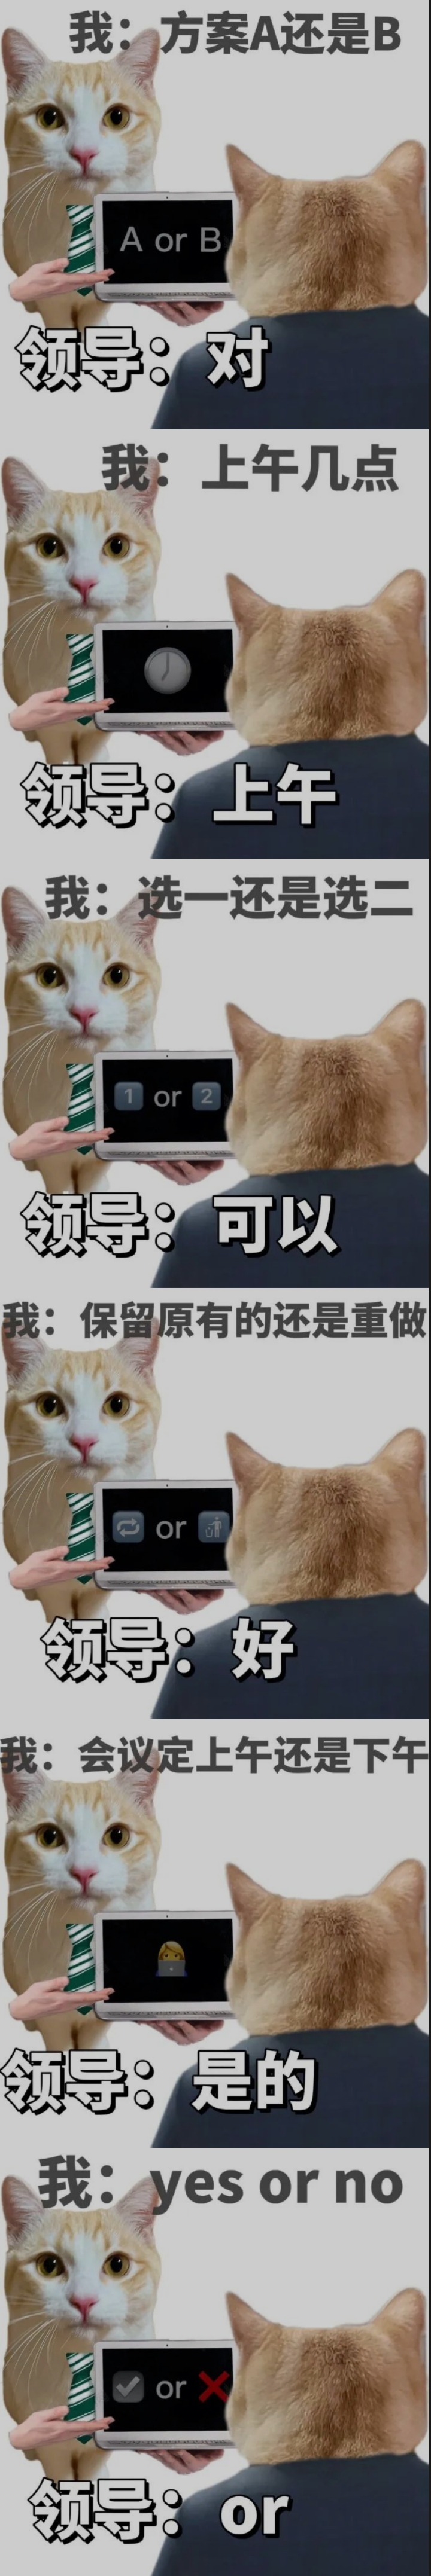 我：方案A还是B
A or B
领导：对
我：上午几点
领导：上午
我：选一还是选二
1 or 2
领导：可以
我：保留原有的还是重做
or
领导：好
我：会议定上午还是下午
领导：是的
我：yes or no
or
领导：or